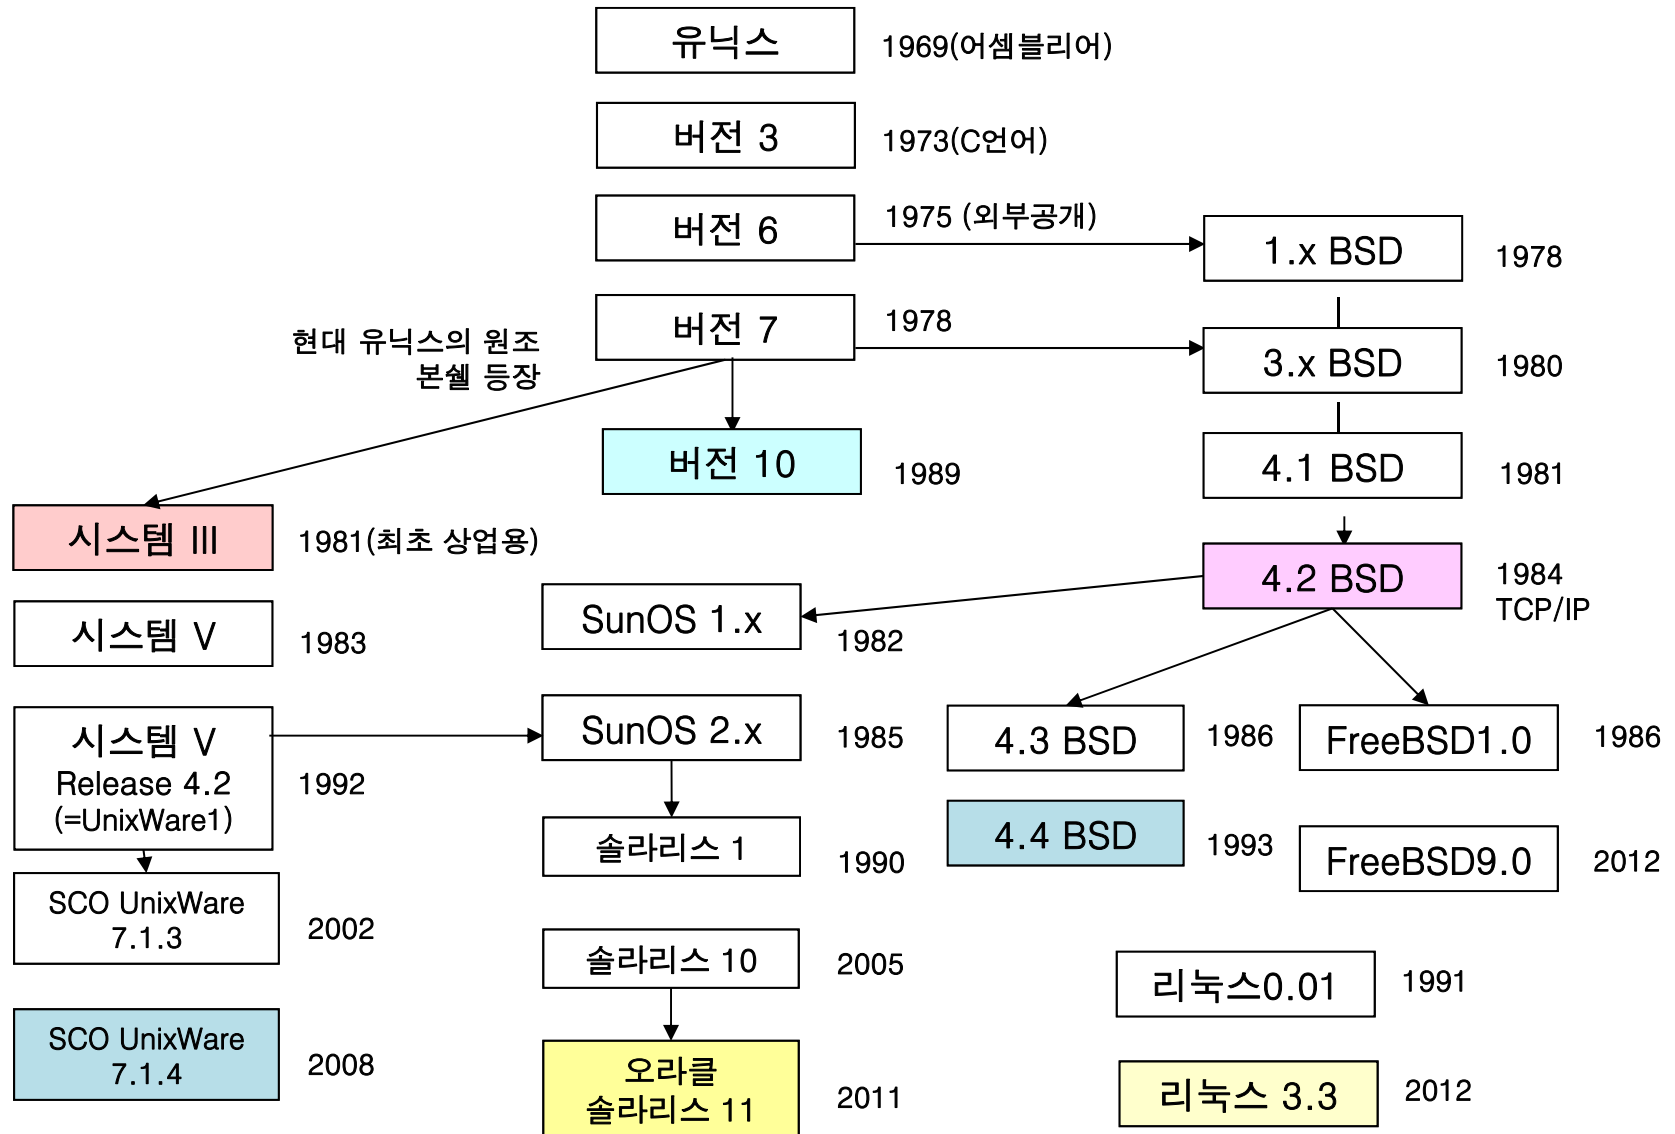 유닉스
1969(어셈블리어)
버전 3
1973(C언어)
버전 6
1975 (외부공개)
1.x BSD
1978
버전 7
1978
현대 유닉스의 원조
본쉘 등장
3.x BSD
1980
버전 10
1989
4.1 BSD
1981
시스템 III
1981(최초 상업용)
4.2 BSD
1984
TCP/IP
SunOS 1.x
1982
시스템 V
1983
SunOS 2.x
1985
4.3 BSD
1986
FreeBSD1.0
1986
시스템 V
Release 4.2
(=UnixWare1)
1992
솔라리스 1
1990
4.4 BSD
1993
FreeBSD9.0
2012
SCO UnixWare
7.1.3
2002
솔라리스 10
2005
리눅스0.01
1991
SCO UnixWare
7.1.4
2008
오라클
솔라리스 11
2011
리눅스 3.3
2012